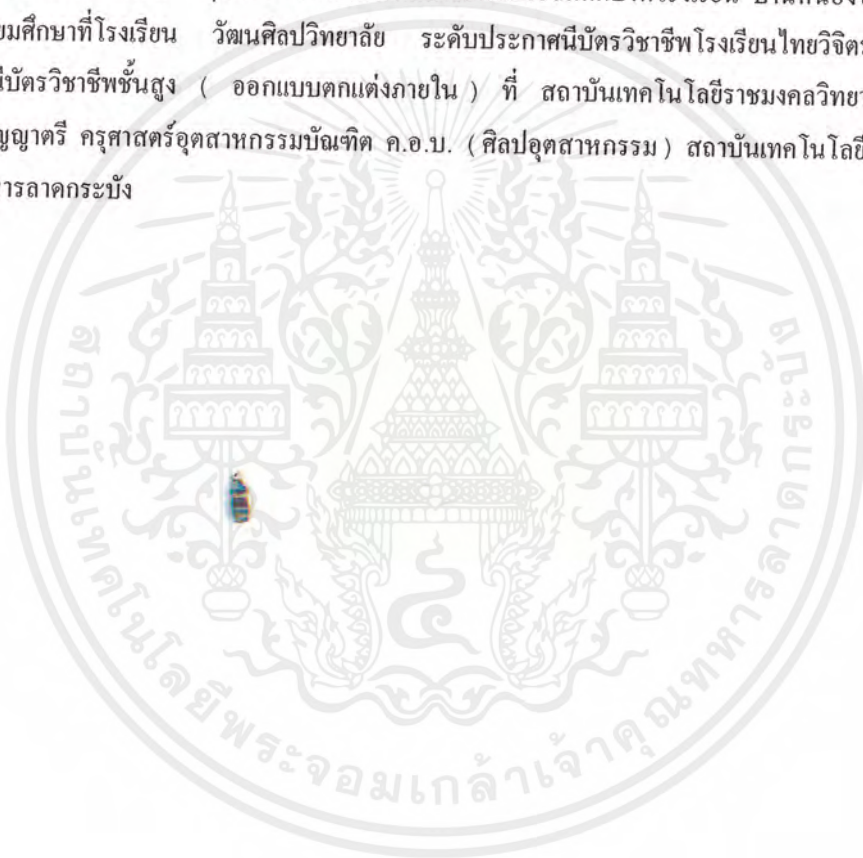 ยมศึกษาที่โรงเรียน วัฒนศิลปวิทยาลัย ระดับประกาศนียบัตรวิชาชีพโรงเรียนไทยวิจิตร
บัตรวิชาชีพชั้นสูง ( ออกแบบตกแต่งภายใน ) ที่ สถาบันเทคโนโลยีราชมงคลวิทยา
ญญาตรี ครุศาสตร์อุตสาหกรรมบัณฑิต ค.อ.บ. ( ศิลปอุตสาหกรรม ) สถาบันเทคโนโลยี
ารลาดกระบัง
สถาบันเทคโนโลยีพระจอมเกล้าเจ้าคุณทหารลาดกระบัง